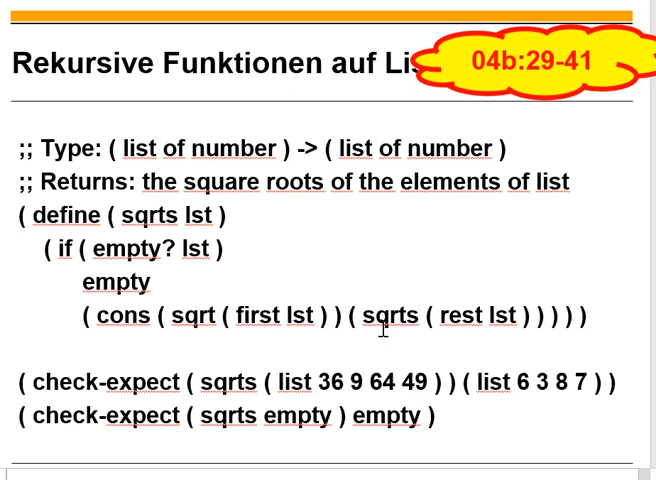 Rekursive Funktionen auf Lis
04b:29-41
;; Type: ( list of number ) -> ( list of number )
;; Returns: the square roots of the elements of list
( define ( sqrts lst )
( if ( empty? lst )
empty
( cons ( sqrt ( first lst ) ) ( sqrts ( rest lst ) ) ) ) )
( check-expect ( sqrts ( list 36 9 64 49 ) ) ( list 6 3 8 7 ) )
( check-expect ( sqrts empty ) empty )